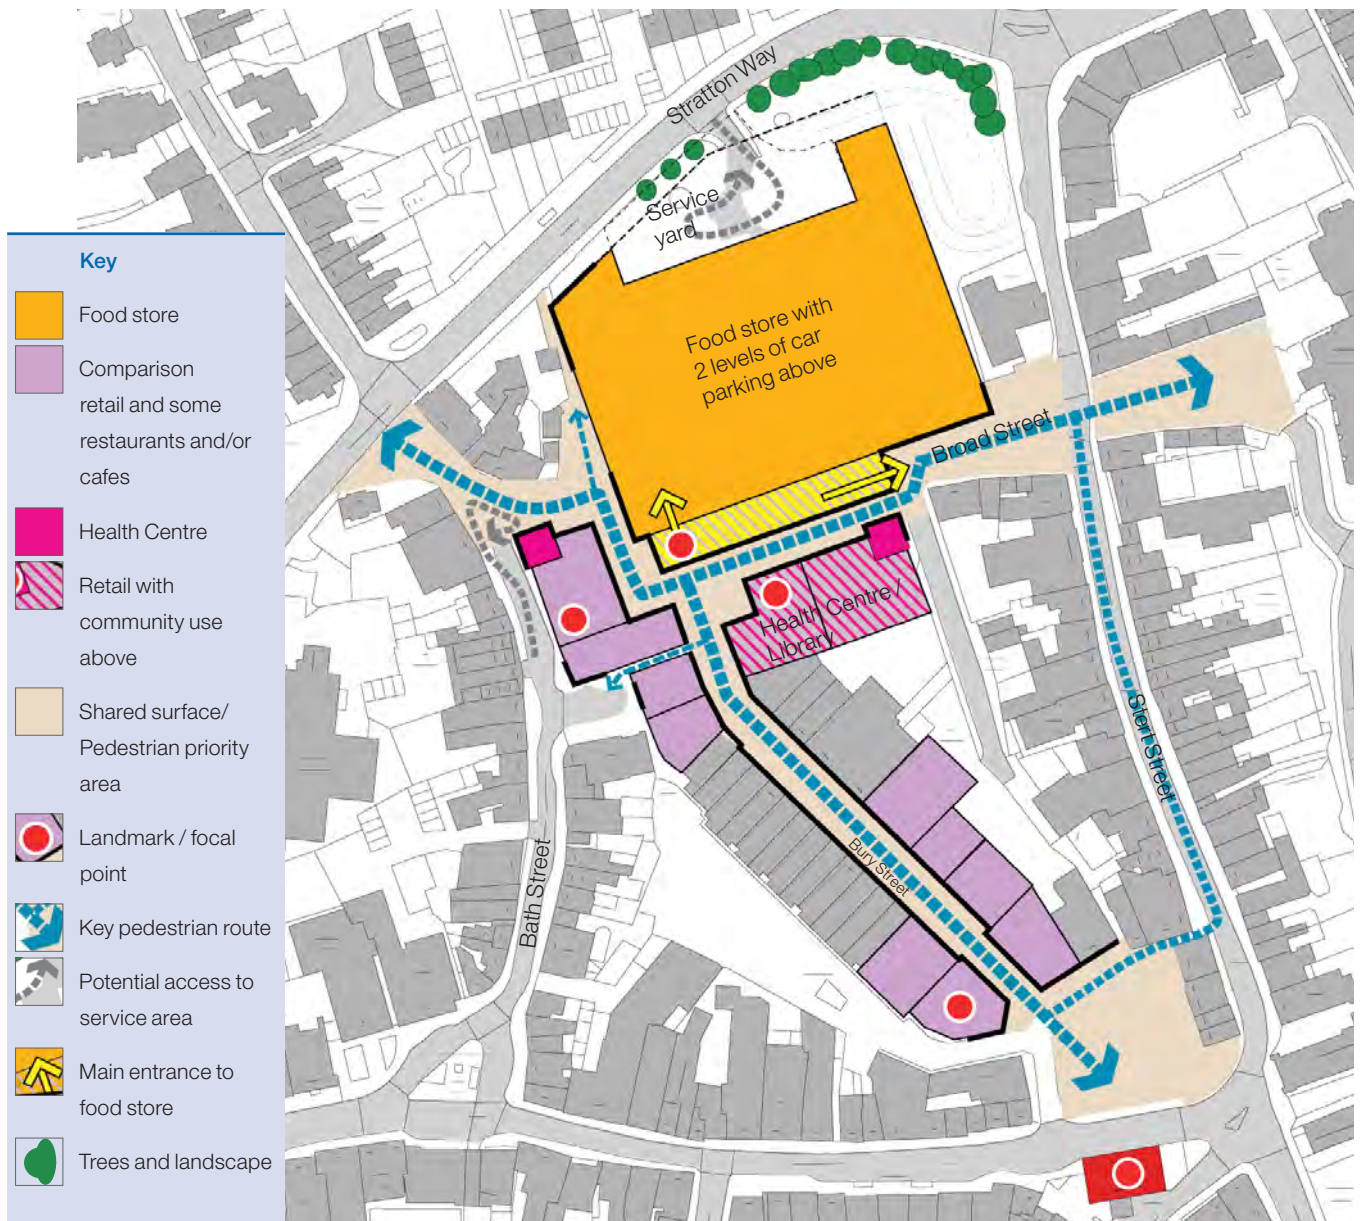 Stratton Way
Service
yard
Food store with
2 levels of car
parking above
Broad Street
Health Centre /
Library
Stert Street
Bury Street
Bath Street
Key
Food store
Comparison
retail and some
restaurants and/or
cafes
Health Centre
Retail with
community use
above
Shared surface/
Pedestrian priority
area
Landmark / focal
point
Key pedestrian route
Potential access to
service area
Main entrance to
food store
Trees and landscape